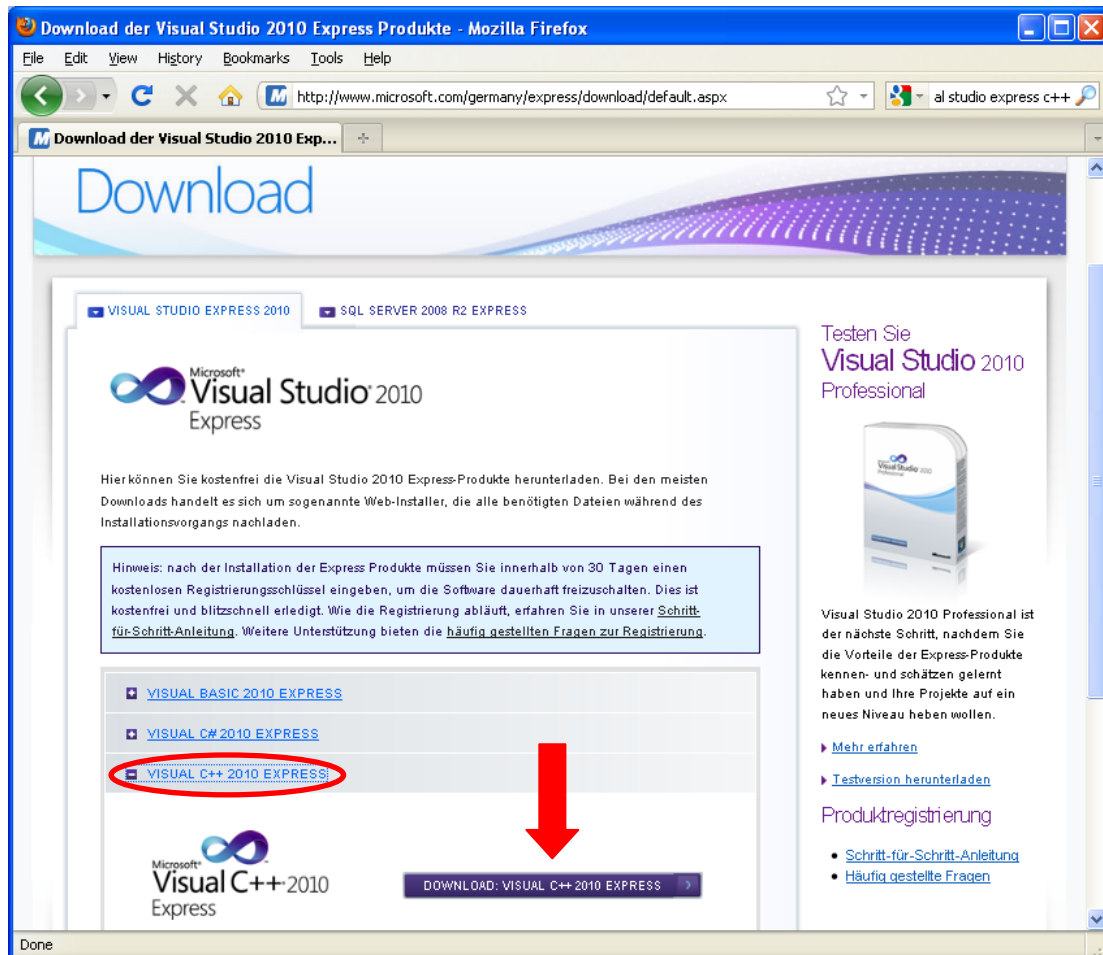 Download der Visual Studio 2010 Express Produkte - Mozilla Firefox
File Edit View History Bookmarks Tools Help
http://www.microsoft.com/germany/express/download/default.aspx
al studio express c++
Download der Visual Studio 2010 Exp...
Download
VISUAL STUDIO EXPRESS 2010
SQL SERVER 2008 R2 EXPRESS
Microsoft
Visual Studio 2010
Express
Hier können Sie kostenfrei die Visual Studio 2010 Express-Produkte herunterladen. Bei den meisten
Downloads handelt es sich um sogenannte Web-Installer, die alle benötigten Dateien während des
Installationsvorgangs nachladen.
Hinweis: nach der Installation der Express Produkte müssen Sie innerhalb von 30 Tagen einen
kostenlosen Registrierungsschlüssel eingeben, um die Software dauerhaft freizuschalten. Dies ist
kostenfrei und blitzschnell erledigt. Wie die Registrierung abläuft, erfahren Sie in unserer Schritt-
für-Schritt-Anleitung. Weitere Unterstützung bieten die häufig gestellten Fragen zur Registrierung.
VISUAL BASIC 2010 EXPRESS
VISUAL C# 2010 EXPRESS
VISUAL C++ 2010 EXPRESS
Microsoft
Visual C++ 2010
Express
DOWNLOAD: VISUAL C++ 2010 EXPRESS
Testen Sie
Visual Studio 2010
Professional
Visual Studio 2010
Visual Studio 2010 Professional ist
der nächste Schritt, nachdem Sie
die Vorteile der Express-Produkte
kennen- und schätzen gelernt
haben und Ihre Projekte auf ein
neues Niveau heben wollen.
Mehr erfahren
Testversion herunterladen
Produktregistrierung
Schritt-für-Schritt-Anleitung
Häufig gestellte Fragen
Done